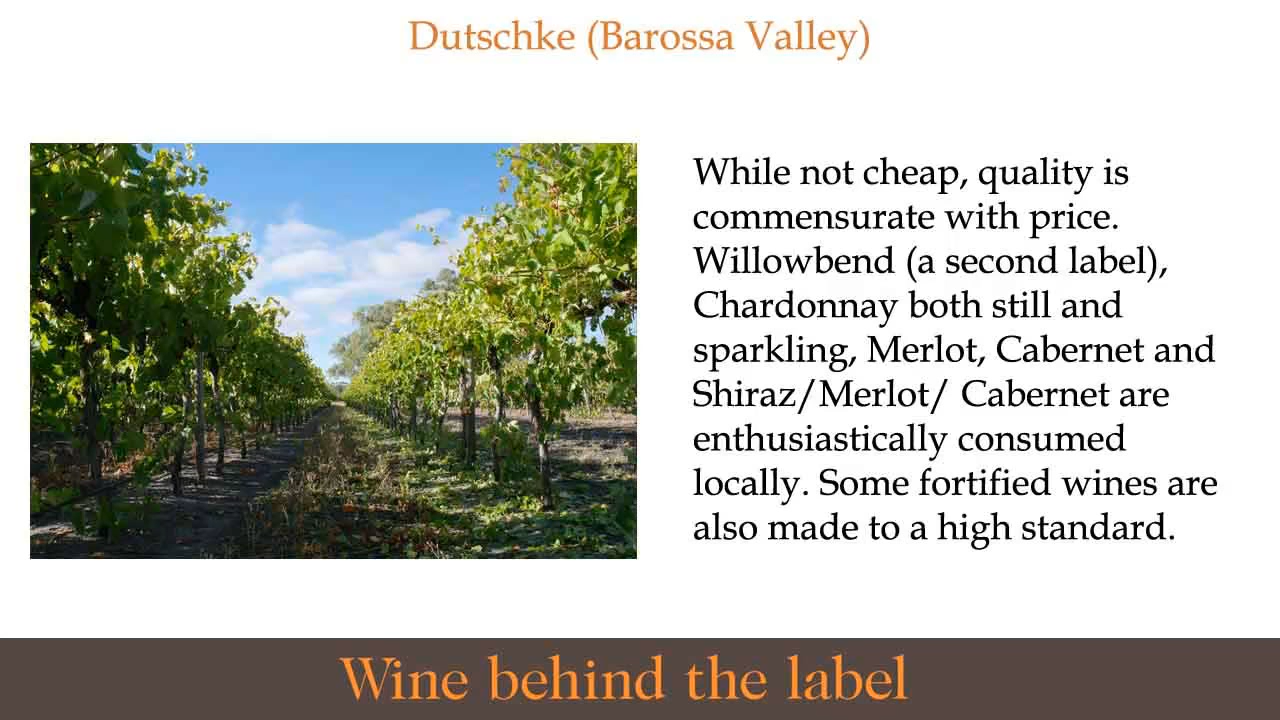 Dutschke (Barossa Valley)
While not cheap, quality is
commensurate with price.
Willowbend (a second label),
Chardonnay both still and
sparkling, Merlot, Cabernet and
Shiraz/Merlot/ Cabernet are
enthusiastically consumed
locally. Some fortified wines are
also made to a high standard.
Wine behind the label